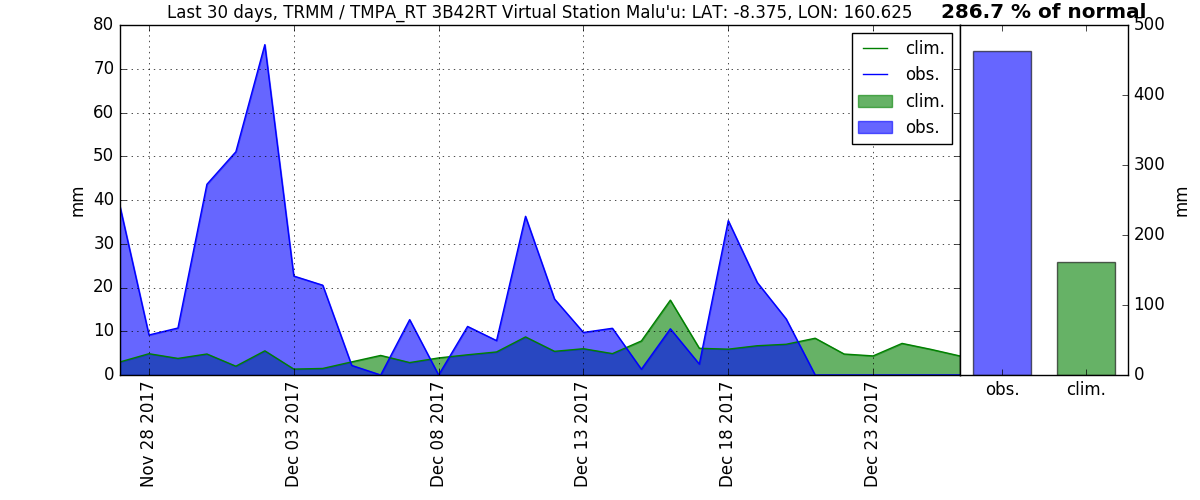 Last 30 days, TRMM / TMPA_RT 3B42RT Virtual Station Malu'u: LAT: -8.375, LON: 160.625
286.7 % of normal
80
70
60
50
40
30
20
10
0
mm
clim.
obs.
clim.
obs.
Nov 28 2017
Dec 03 2017
Dec 08 2017
Dec 13 2017
Dec 18 2017
Dec 23 2017
500
400
300
200
100
0
mm
obs.
clim.